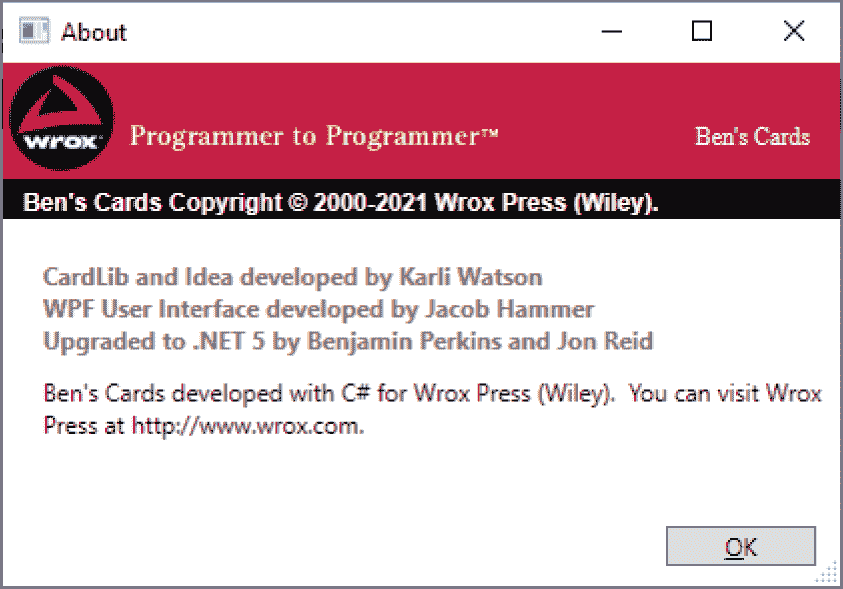 About
wrox
Programmer to Programmer™
Ben's Cards
Ben's Cards Copyright © 2000-2021 Wrox Press (Wiley).
CardLib and Idea developed by Karli Watson
WPF User Interface developed by Jacob Hammer
Upgraded to .NET 5 by Benjamin Perkins and Jon Reid
Ben's Cards developed with C# for Wrox Press (Wiley).  You can visit Wrox
Press at http://www.wrox.com.
OK